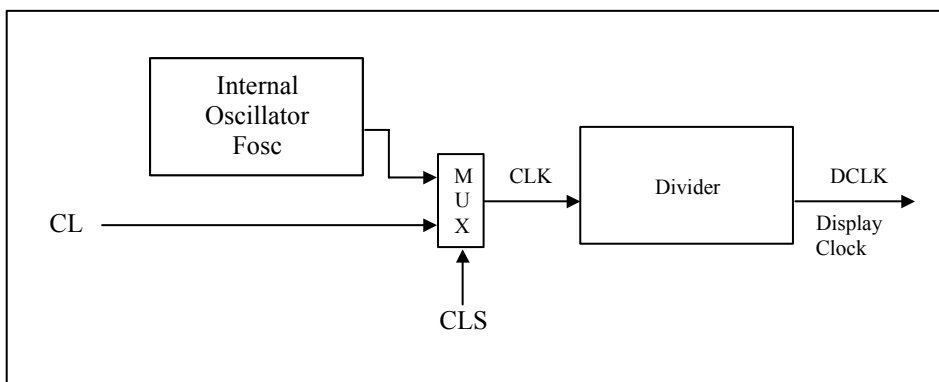 Internal
Oscillator
Fosc
M
U
X
CL
CLK
Divider
DCLK
Display
Clock
CLS